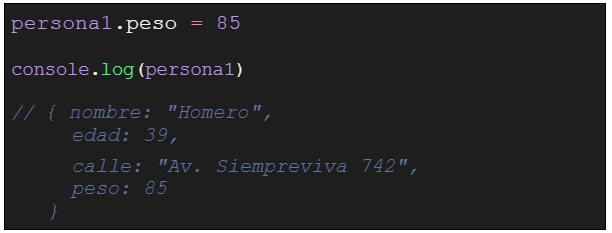 persona1.peso = 85
console.log(persona1)
// { nombre: "Homero",
edad: 39,
calle: "Av. Siempreviva 742",
peso: 85
}